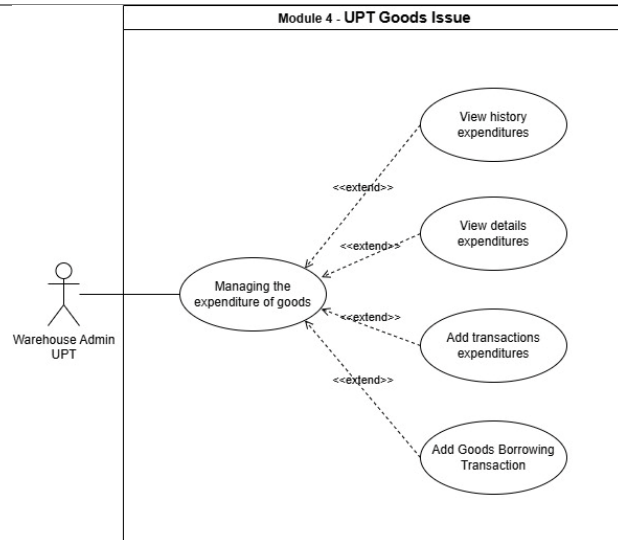 Module 4 - UPT Goods Issue
View history
expenditures
<<extend>>
View details
expenditures
<<extend>>
Managing the
expenditure of goods
<<extend>>
Add transactions
expenditures
Warehouse Admin
UPT
<<extend>>
Add Goods Borrowing
Transaction